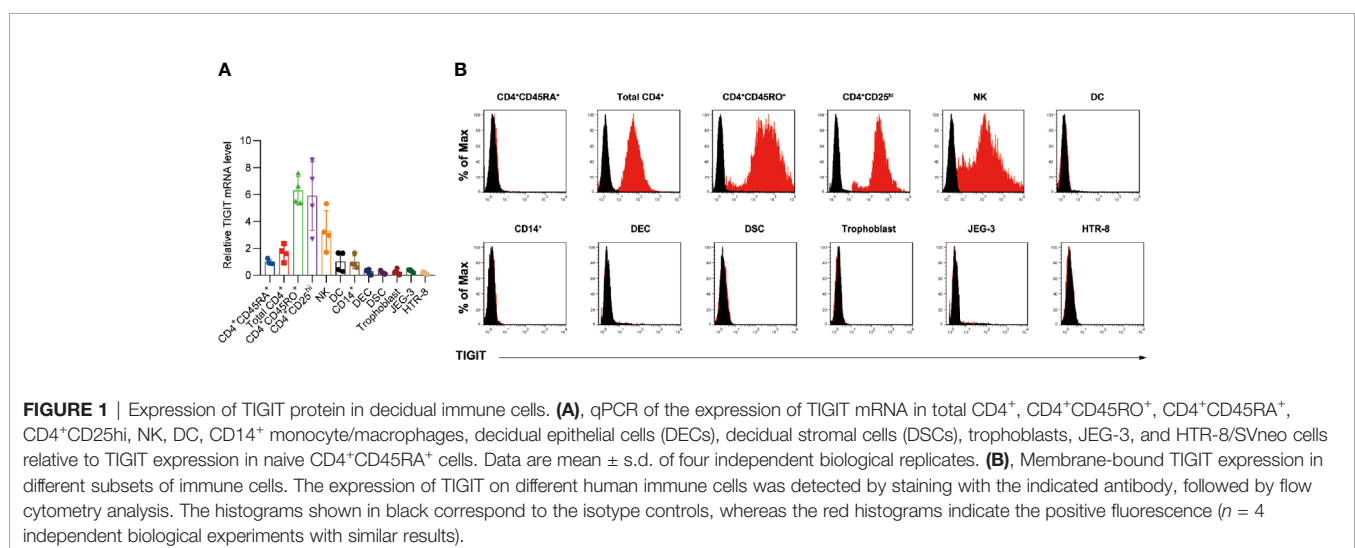 A
B
Relative TIGIT mRNA level
10
8
6
4
2
0
CD4⁺CD45RA⁺
Total CD4⁺
CD4⁺CD45RO⁺
CD4⁺CD25ʰⁱ
NK
DC
CD14⁺
DEC
DSC
Trophoblast
JEG-3
HTR-8
CD4⁺CD45RA⁺ Total CD4⁺ CD4⁺CD45RO⁺ CD4⁺CD25ʰⁱ NK DC
% of Max
CD14⁺ DEC DSC Trophoblast JEG-3 HTR-8
% of Max
TIGIT
FIGURE 1 | Expression of TIGIT protein in decidual immune cells. (A), qPCR of the expression of TIGIT mRNA in total CD4⁺, CD4⁺CD45RO⁺, CD4⁺CD45RA⁺,
CD4⁺CD25hi, NK, DC, CD14⁺ monocyte/macrophages, decidual epithelial cells (DECs), decidual stromal cells (DSCs), trophoblasts, JEG-3, and HTR-8/SVneo cells
relative to TIGIT expression in naive CD4⁺CD45RA⁺ cells. Data are mean ± s.d. of four independent biological replicates. (B), Membrane-bound TIGIT expression in
different subsets of immune cells. The expression of TIGIT on different human immune cells was detected by staining with the indicated antibody, followed by flow
cytometry analysis. The histograms shown in black correspond to the isotype controls, whereas the red histograms indicate the positive fluorescence (n = 4
independent biological experiments with similar results).